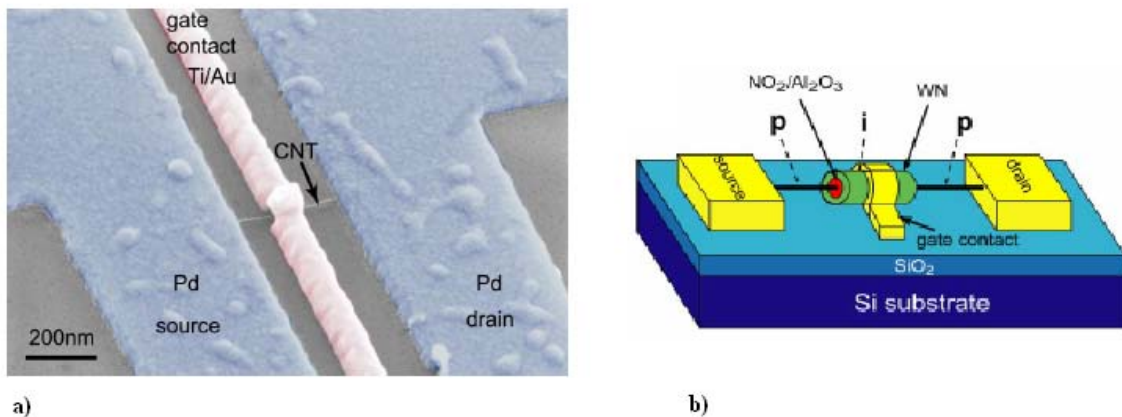 gate
contact
Ti/Au
CNT
Pd
source
Pd
drain
200nm
a)
NO₂/Al₂O₃
WN
p
i
p
source
drain
gate contact
SiO₂
Si substrate
b)